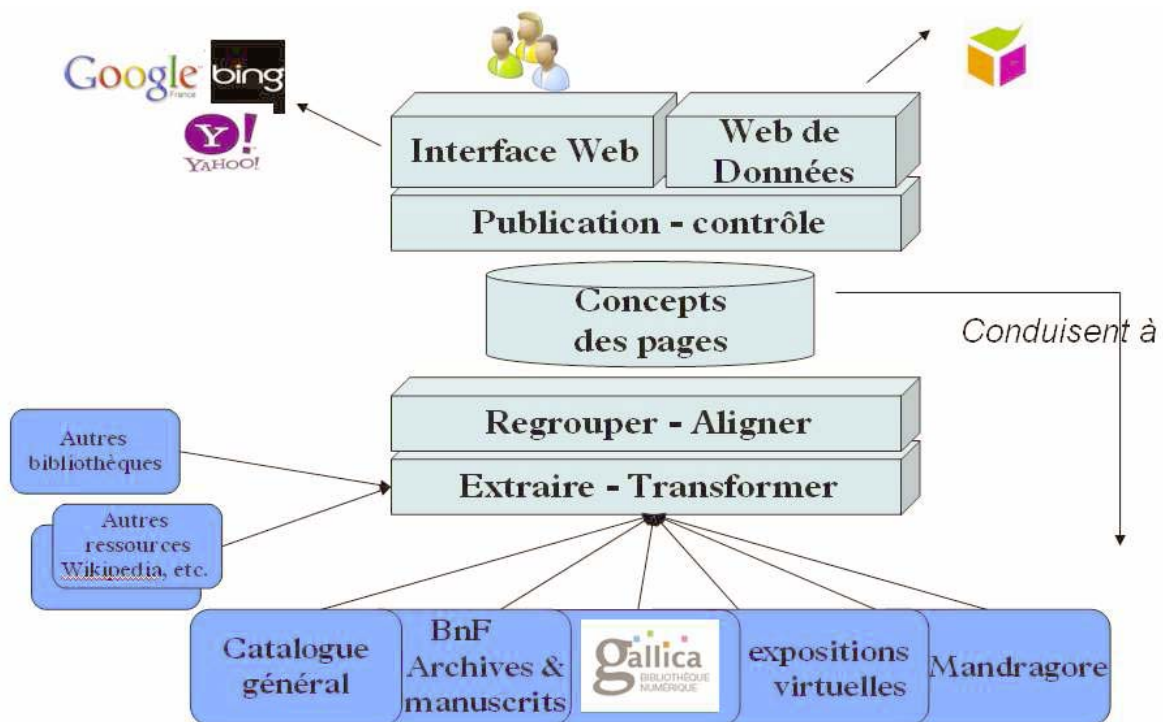 Google
France
bing
Y!
YAHOO!
Interface Web
Web de
Données
Publication - contrôle
Concepts
des pages
Conduisent à
Regrouper - Aligner
Extraire - Transformer
Autres
bibliothèques
Autres
ressources
Wikipedia, etc.
Catalogue
général
BnF
Archives &
manuscrits
gallica
BIBLIOTHÈQUE
NUMÉRIQUE
expositions
virtuelles
Mandragore